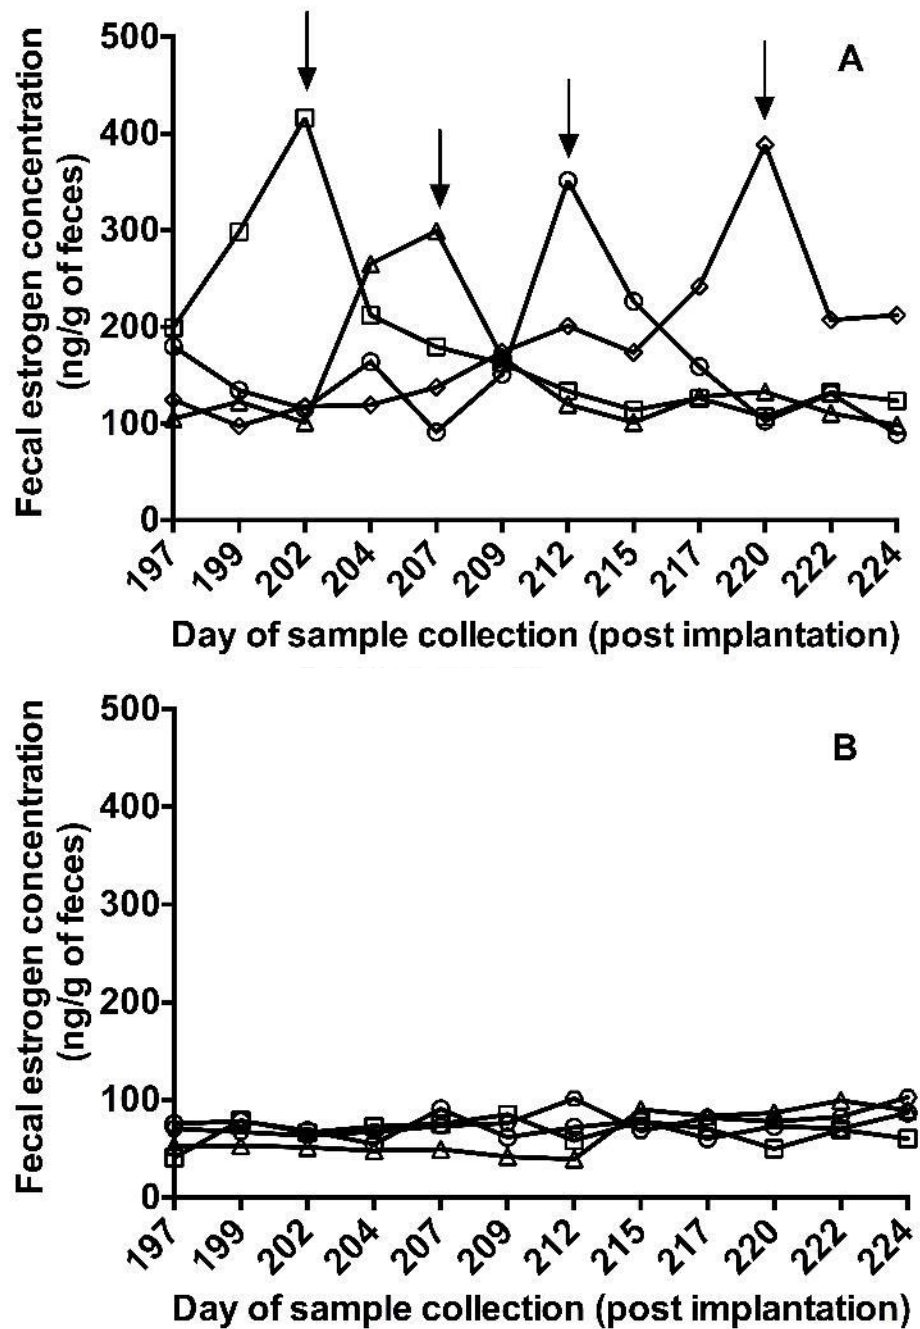 A
Fecal estrogen concentration
(ng/g of feces)
500
400
300
200
100
0
197 199 202 204 207 209 212 215 217 220 222 224
Day of sample collection (post implantation)
B
Fecal estrogen concentration
(ng/g of feces)
500
400
300
200
100
0
197 199 202 204 207 209 212 215 217 220 222 224
Day of sample collection (post implantation)